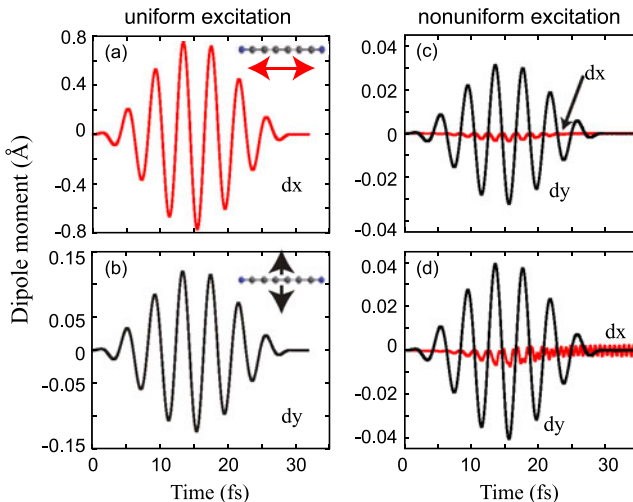 uniform excitation
nonuniform excitation
Dipole moment (Å)
(a)
0.8
0.4
0
-0.4
-0.8
dx
(b)
0.15
0.05
0
-0.05
-0.15
dy
0 10 20 30
Time (fs)
(c)
0.04
0.02
0
-0.02
-0.04
dx
dy
(d)
0.04
0.02
0
-0.02
-0.04
dx
dy
0 10 20 30
Time (fs)